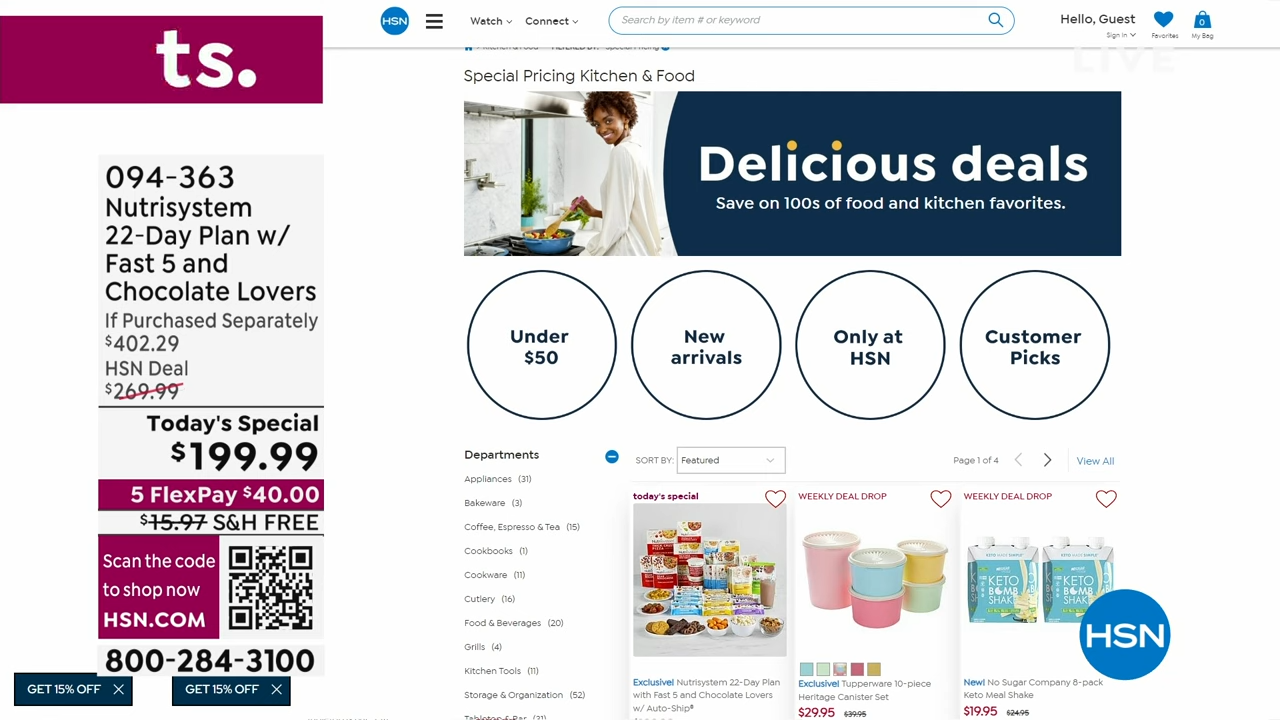 ts.
094-363
Nutrisystem
22-Day Plan w/
Fast 5 and
Chocolate Lovers
If Purchased Separately
$402.29
HSN Deal
$269.99
Today's Special
$199.99
5 FlexPay $40.00
$15.97 S&H FREE
Scan the code
to shop now
HSN.COM
800-284-3100
GET 15% OFF
GET 15% OFF
HSN
Watch
Connect
Search by item # or keyword
Hello, Guest
Sign In
Favorites
0
My Bag
LIVE
Special Pricing Kitchen & Food
Delicious deals
Save on 100s of food and kitchen favorites.
Under
$50
New
arrivals
Only at
HSN
Customer
Picks
Departments
Appliances (31)
Bakeware (3)
Coffee, Espresso & Tea (15)
Cookbooks (1)
Cookware (11)
Cutlery (16)
Food & Beverages (20)
Grills (4)
Kitchen Tools (11)
Storage & Organization (52)
SORT BY: Featured
Page 1 of 4
View All
today's special
Exclusive! Nutrisystem 22-Day Plan
with Fast 5 and Chocolate Lovers
w/ Auto-Ship®
WEEKLY DEAL DROP
Exclusive! Tupperware 10-piece
Heritage Canister Set
$29.95 $39.95
WEEKLY DEAL DROP
KETO
BOMB
SHAKE
KETO
BOMB
SHAKE
New! No Sugar Company 8-pack
Keto Meal Shake
$19.95 $24.95
HSN